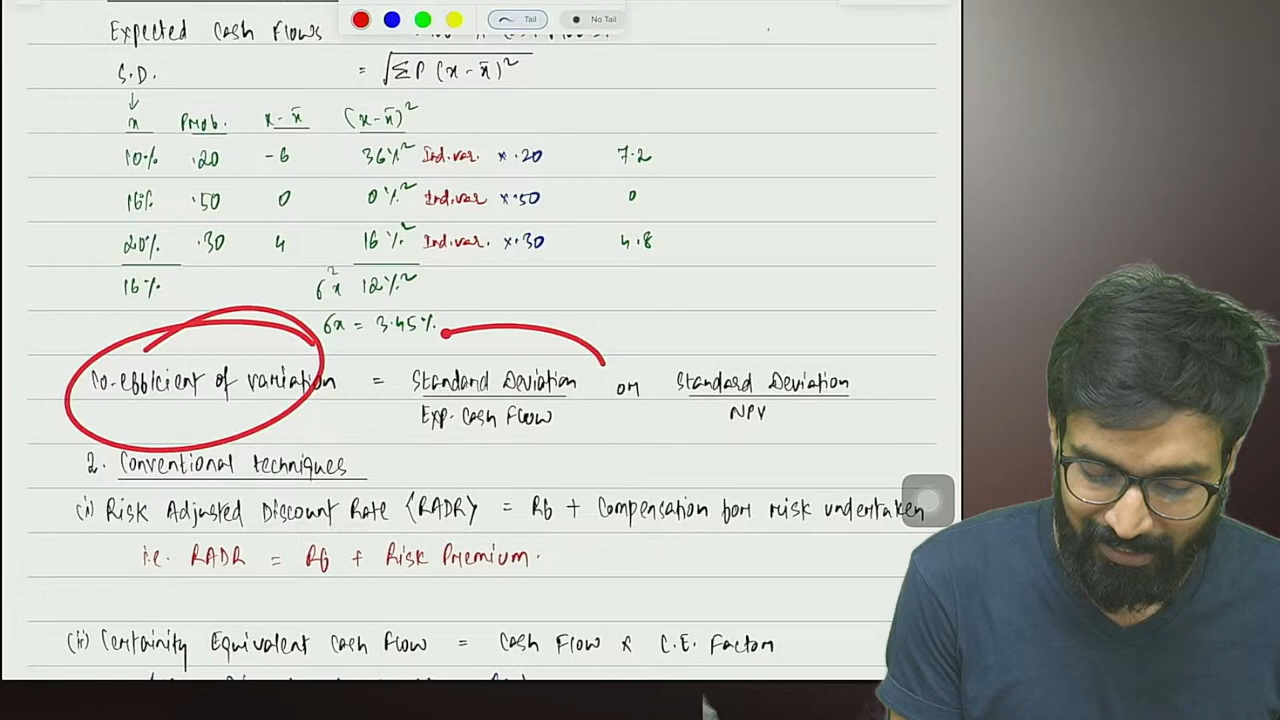 Tail No Tail
Expected Cash Flows
S.D. = √ΣP (x - x̄)²
x Prob. x - x̄ (x - x̄)²
10% .20 -6 36%² Ind.var. x .20 7.2
16% .50 0 0%² Ind.var x .50 0
20% .30 4 16%² Ind.var. x .30 4.8
16% σ²x 12%²
σx = 3.45%
Co-efficient of variation = Standard Deviation / Exp. Cash Flow or Standard Deviation / NPV
2. Conventional techniques
(i) Risk Adjusted Discount Rate (RADR) = Rf + Compensation for risk undertaken
i.e. RADR = Rf + Risk Premium.
(ii) Certainity Equivalent Cash Flow = Cash Flow x C.E. Factor